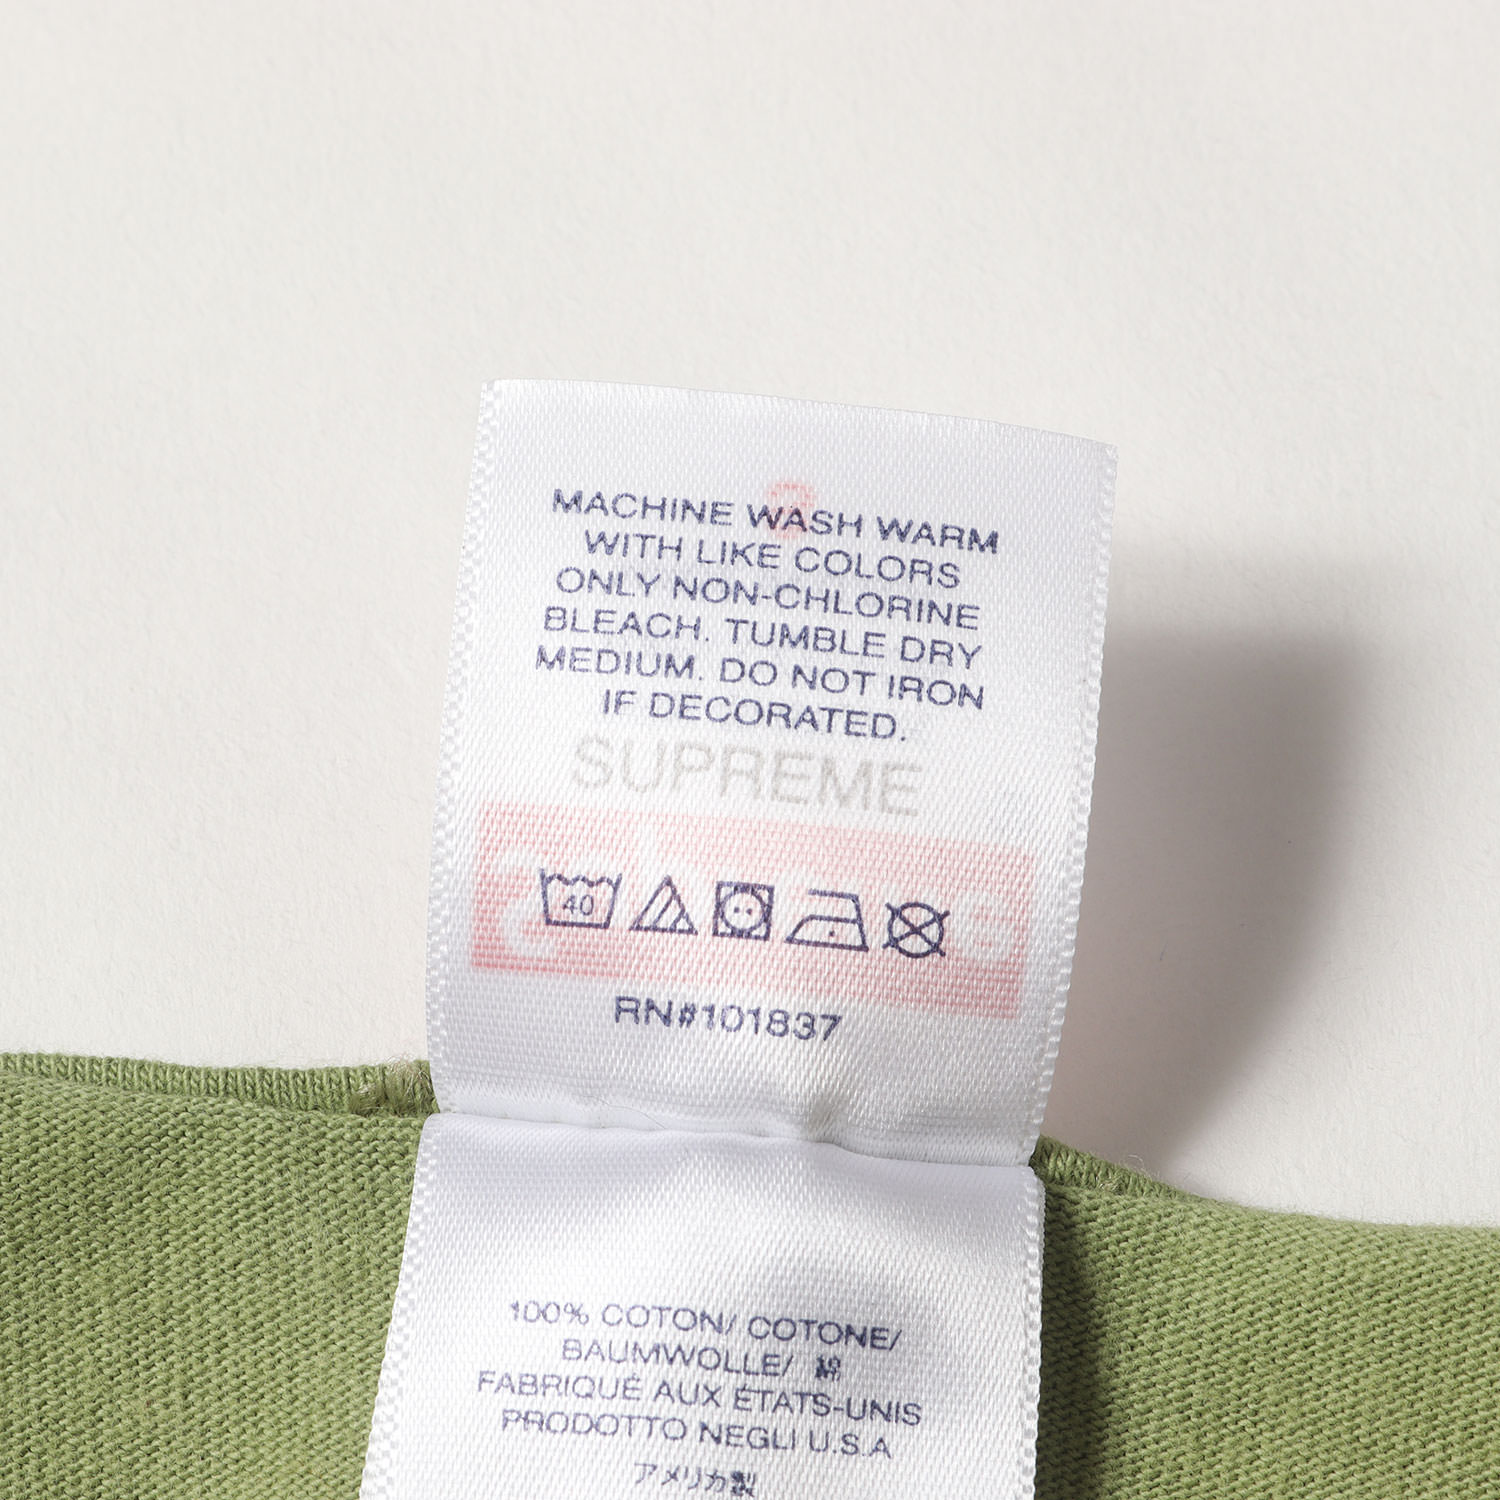 MACHINE WASH WARM
WITH LIKE COLORS
ONLY NON-CHLORINE
BLEACH. TUMBLE DRY
MEDIUM. DO NOT IRON
IF DECORATED.
SUPREME
40
RN#101837
100% COTON/ COTONE/
BAUMWOLLE/ 綿
FABRIQUÉ AUX ÉTATS-UNIS
PRODOTTO NEGLI U.S.A
アメリカ製